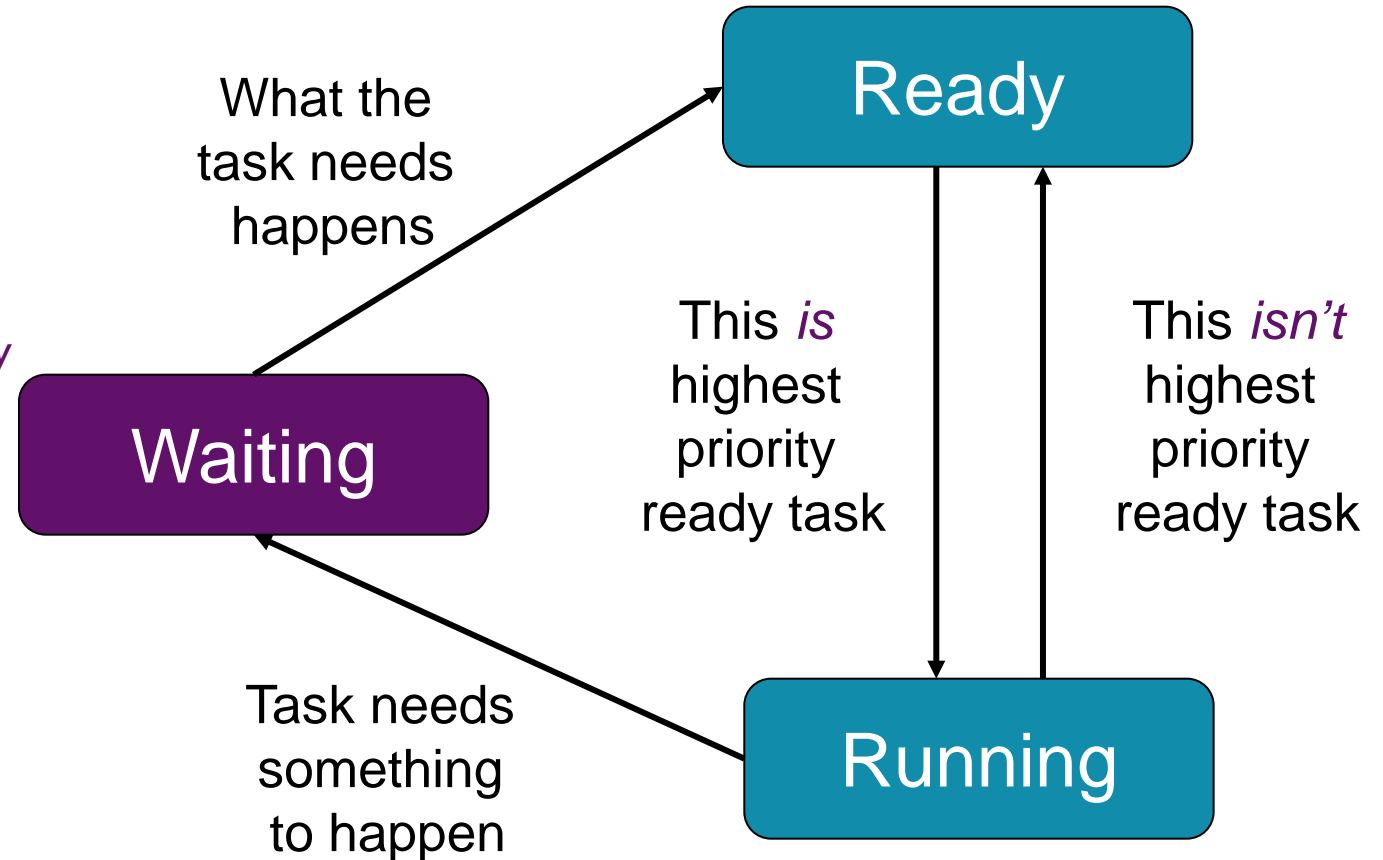 What the
task needs
happens
Ready
This is
highest
priority
ready task
This isn’t
highest
priority
ready task
Waiting
Task needs
something
to happen
Running